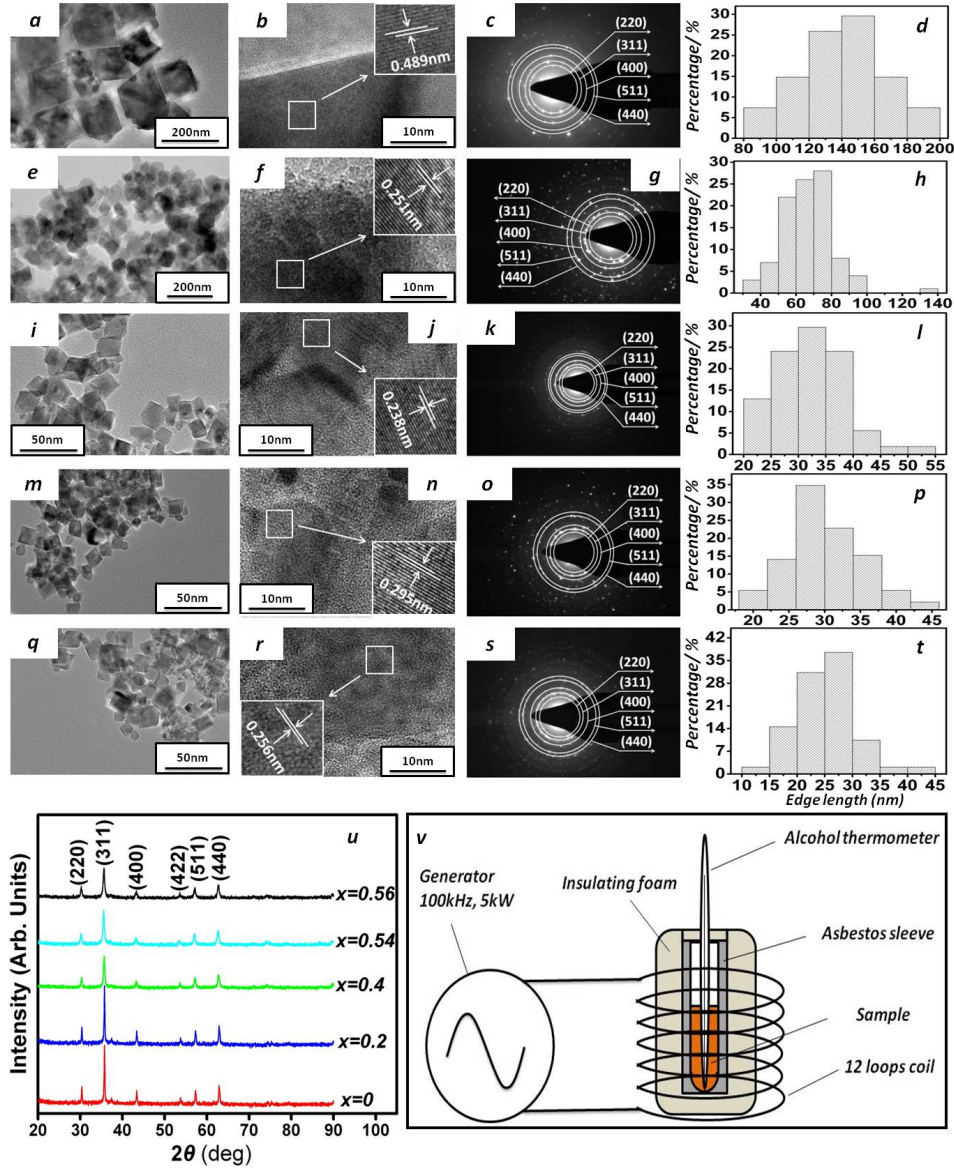 a
200nm
b
0.489nm
10nm
c
(220)
(311)
(400)
(511)
(440)
d
Percentage/ %
30
25
20
15
10
5
0
80 100 120 140 160 180 200
e
200nm
f
0.251nm
10nm
g
(220)
(311)
(400)
(511)
(440)
h
Percentage/ %
30
25
20
15
10
5
0
40 60 80 100 120 140
i
50nm
j
0.238nm
10nm
k
(220)
(311)
(400)
(511)
(440)
l
Percentage/ %
30
25
20
15
10
5
0
20 25 30 35 40 45 50 55
m
50nm
n
0.295nm
10nm
o
(220)
(311)
(400)
(511)
(440)
p
Percentage/ %
35
30
25
20
15
10
5
0
20 25 30 35 40 45
q
50nm
r
0.256nm
10nm
s
(220)
(311)
(400)
(511)
(440)
t
Percentage/ %
42
35
28
21
14
7
0
10 15 20 25 30 35 40 45
Edge length (nm)
u
Intensity (Arb. Units)
(220)
(311)
(400)
(422)
(511)
(440)
x=0.56
x=0.54
x=0.4
x=0.2
x=0
20 30 40 50 60 70 80 90 100
2θ (deg)
v
Alcohol thermometer
Generator
100kHz, 5kW
Insulating foam
Asbestos sleeve
Sample
12 loops coil